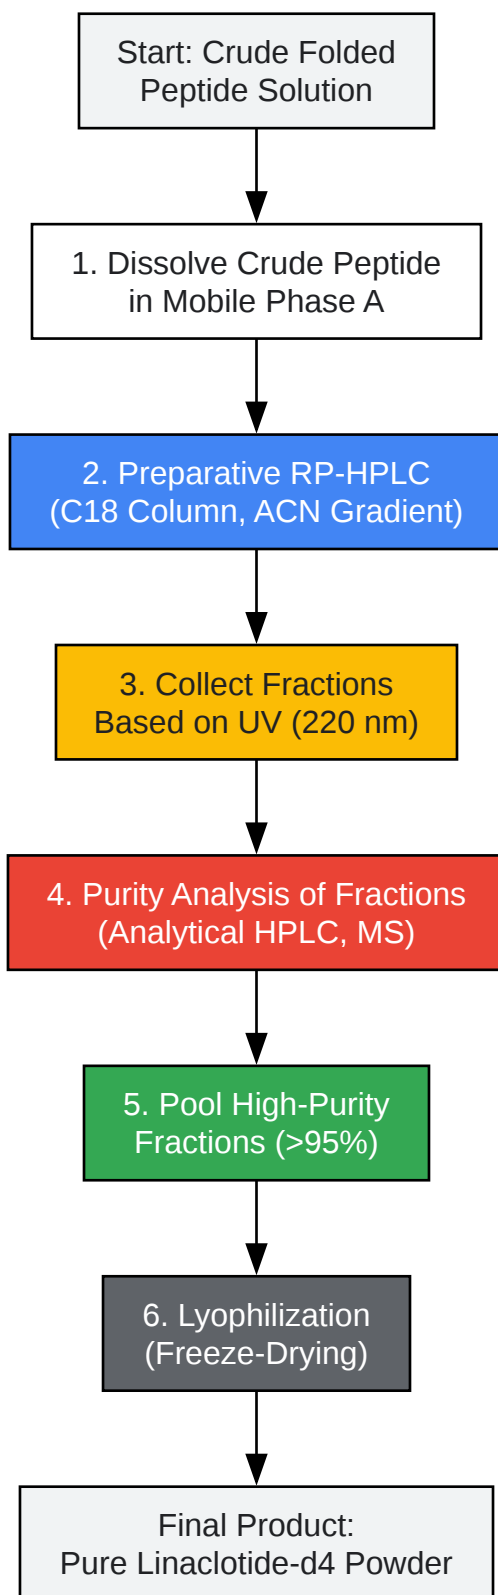 Start: Crude Folded
Peptide Solution
1. Dissolve Crude Peptide
in Mobile Phase A
2. Preparative RP-HPLC
(C18 Column, ACN Gradient)
3. Collect Fractions
Based on UV (220 nm)
4. Purity Analysis of Fractions
(Analytical HPLC, MS)
5. Pool High-Purity
Fractions (>95%)
6. Lyophilization
(Freeze-Drying)
Final Product:
Pure Linaclotide-d4 Powder